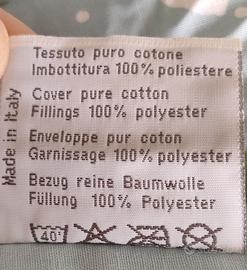 Tessuto puro cotone
Imbottitura 100% poliestere
Cover pure cotton
Fillings 100% polyester
Enveloppe pur coton
Garnissage 100% polyester
Bezug reine Baumwolle
Füllung 100% Polyester
Made in Italy
40°